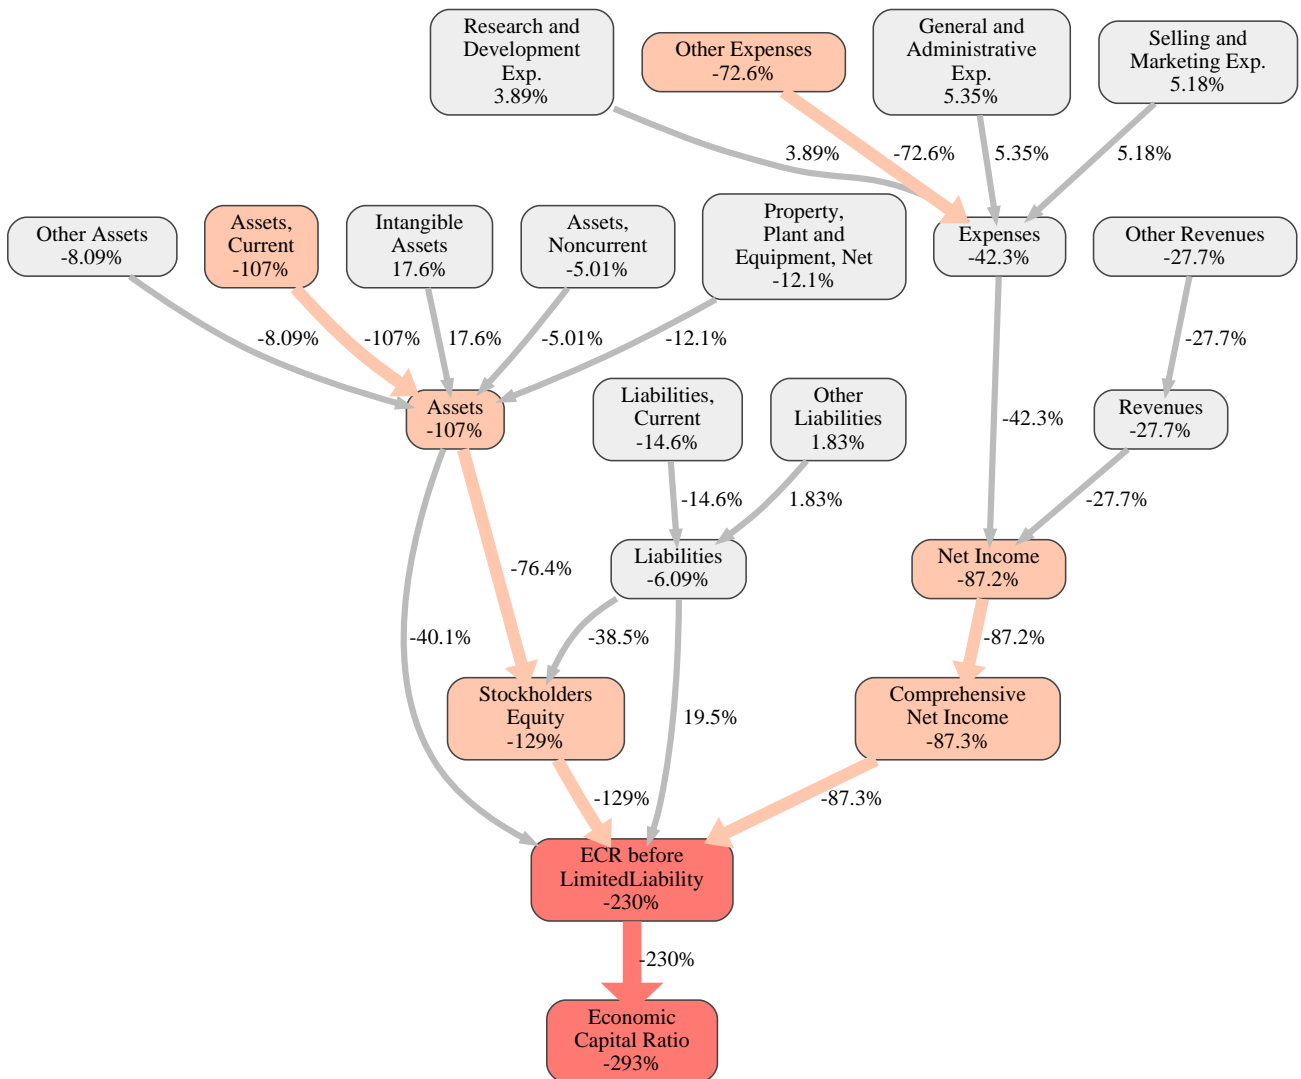 Research and
Development
Exp.
3.89%
Other Expenses
-72.6%
General and
Administrative
Exp.
5.35%
Selling and
Marketing Exp.
5.18%
3.89%
-72.6%
5.35%
5.18%
Other Assets
-8.09%
Assets,
Current
-107%
Intangible
Assets
17.6%
Assets,
Noncurrent
-5.01%
Property,
Plant and
Equipment, Net
-12.1%
Expenses
-42.3%
Other Revenues
-27.7%
-8.09%
-107%
17.6%
-5.01%
-12.1%
-27.7%
Assets
-107%
Liabilities,
Current
-14.6%
Other
Liabilities
1.83%
-42.3%
Revenues
-27.7%
-14.6%
1.83%
-27.7%
-76.4%
Liabilities
-6.09%
Net Income
-87.2%
-40.1%
-38.5%
-87.2%
Stockholders
Equity
-129%
19.5%
Comprehensive
Net Income
-87.3%
-129%
-87.3%
ECR before
LimitedLiability
-230%
-230%
Economic
Capital Ratio
-293%